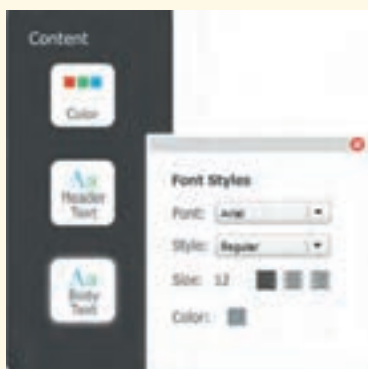 Content
Color
Aa
Header
Text
Aa
Body
Text
Font Styles
Font: Arial
Style: Regular
Size: 12
Color: